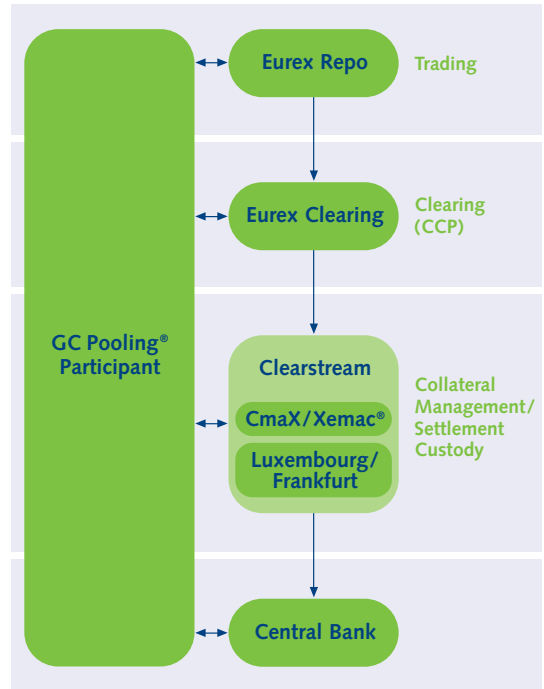 Eurex Repo
Trading
Eurex Clearing
Clearing
(CCP)
GC Pooling®
Participant
Clearstream
CmaX/Xemac®
Luxembourg/
Frankfurt
Collateral
Management/
Settlement
Custody
Central Bank